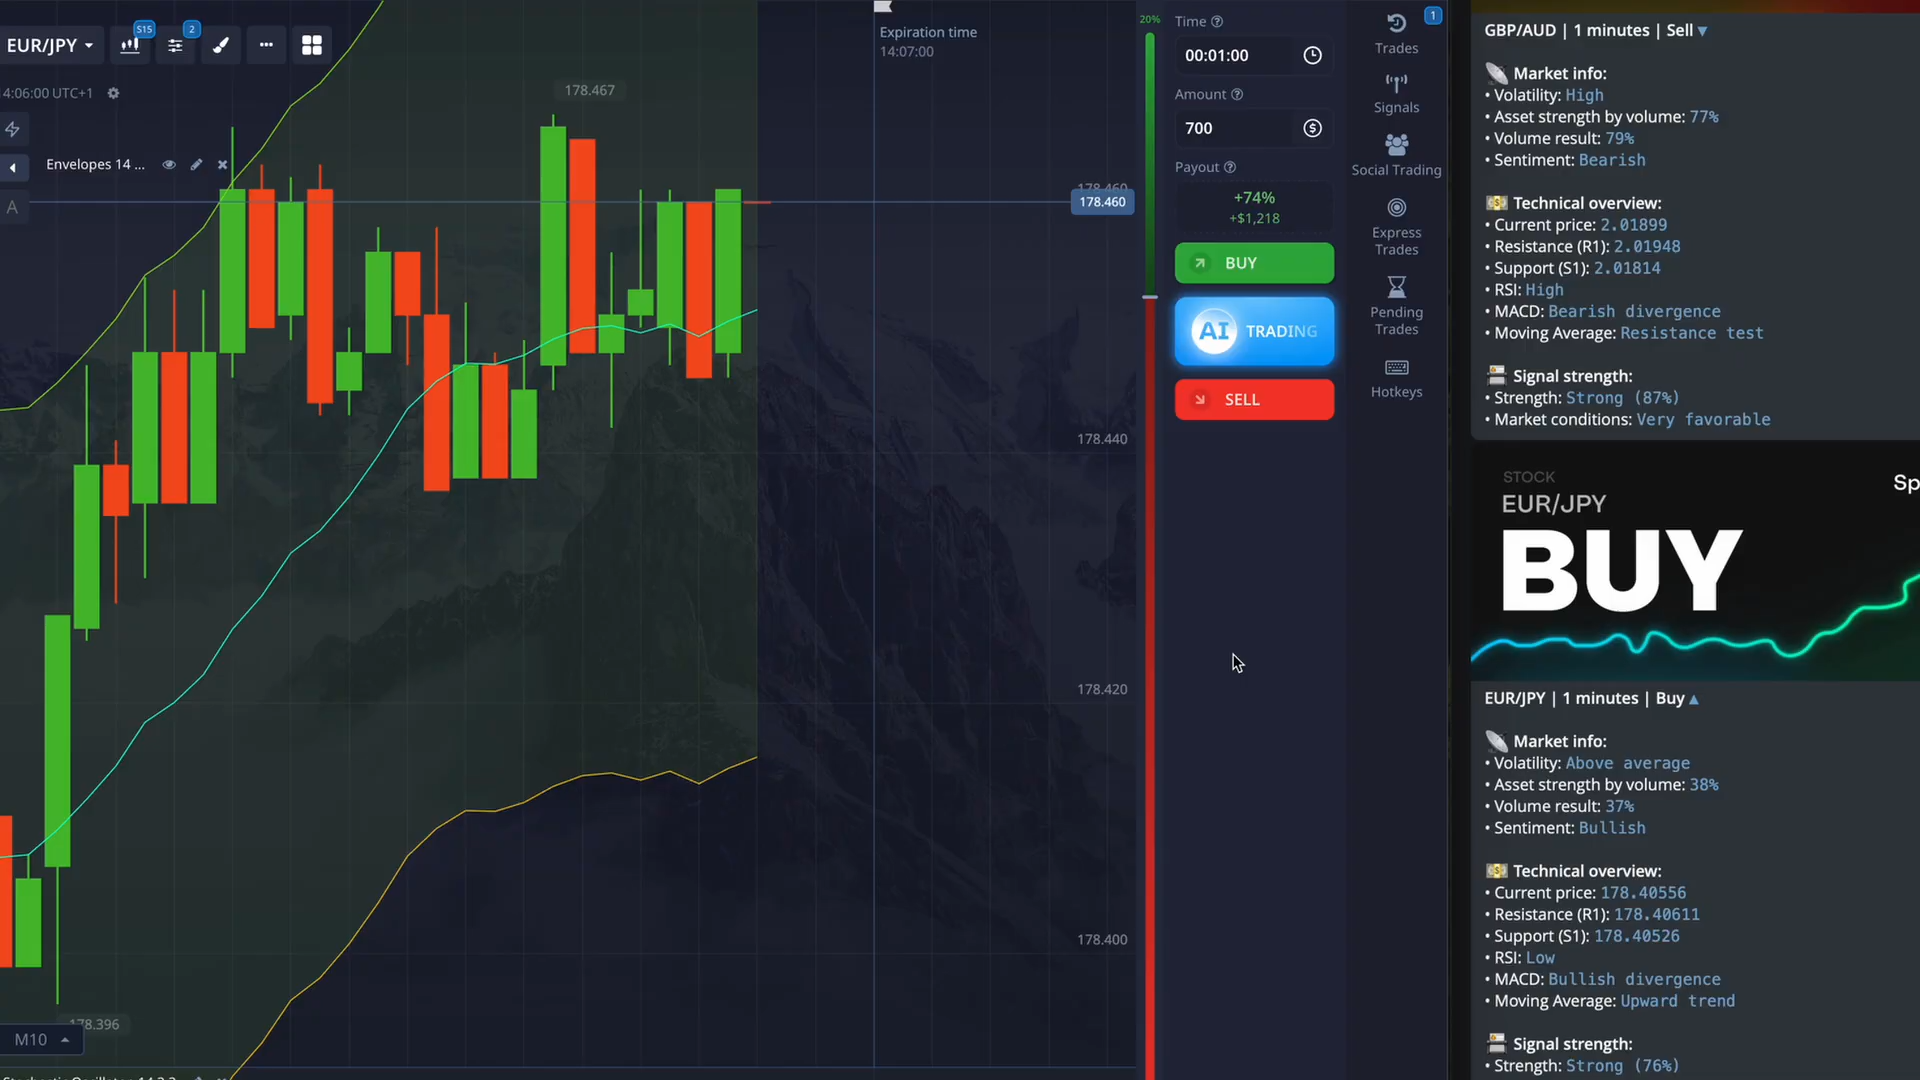 EUR/JPY
S15
2
4:06:00 UTC+1
Envelopes 14 ...
A
178.467
178.396
M10
Expiration time
14:07:00
178.460
178.440
178.420
178.400
20%
Time
00:01:00
Amount
700
Payout
+74%
+$1,218
BUY
AI TRADING
SELL
1
Trades
Signals
Social Trading
Express
Trades
Pending
Trades
Hotkeys
GBP/AUD | 1 minutes | Sell
Market info:
• Volatility: High
• Asset strength by volume: 77%
• Volume result: 79%
• Sentiment: Bearish
Technical overview:
• Current price: 2.01899
• Resistance (R1): 2.01948
• Support (S1): 2.01814
• RSI: High
• MACD: Bearish divergence
• Moving Average: Resistance test
Signal strength:
• Strength: Strong (87%)
• Market conditions: Very favorable
STOCK
EUR/JPY
Sp
BUY
EUR/JPY | 1 minutes | Buy
Market info:
• Volatility: Above average
• Asset strength by volume: 38%
• Volume result: 37%
• Sentiment: Bullish
Technical overview:
• Current price: 178.40556
• Resistance (R1): 178.40611
• Support (S1): 178.40526
• RSI: Low
• MACD: Bullish divergence
• Moving Average: Upward trend
Signal strength:
• Strength: Strong (76%)